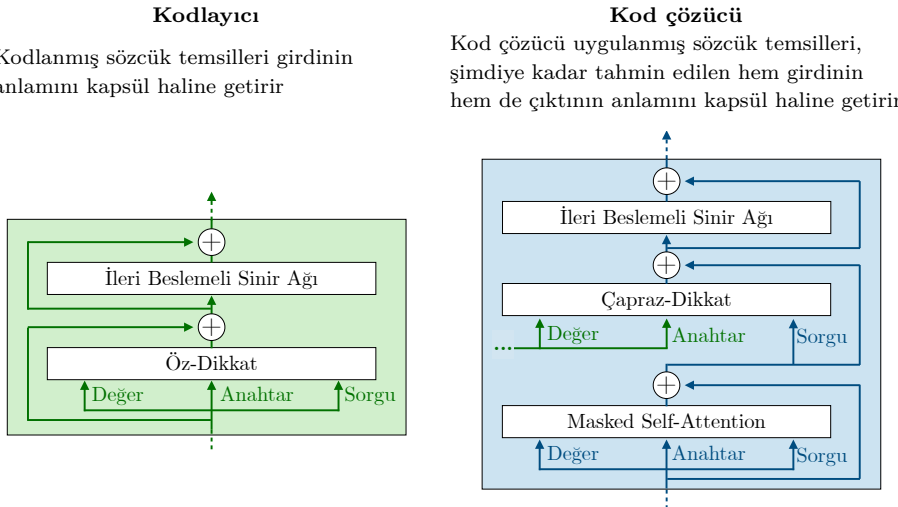 Kodlayıcı
Kodlanmış sözcük temsilleri girdinin
anlamını kapsül haline getirir
İleri Beslemeli Sinir Ağı
Öz-Dikkat
Değer
Anahtar
Sorgu
Kod çözücü
Kod çözücü uygulanmış sözcük temsilleri,
şimdiye kadar tahmin edilen hem girdinin
hem de çıktının anlamını kapsül haline getirir
İleri Beslemeli Sinir Ağı
Çapraz-Dikkat
...
Değer
Anahtar
Sorgu
Masked Self-Attention
Değer
Anahtar
Sorgu